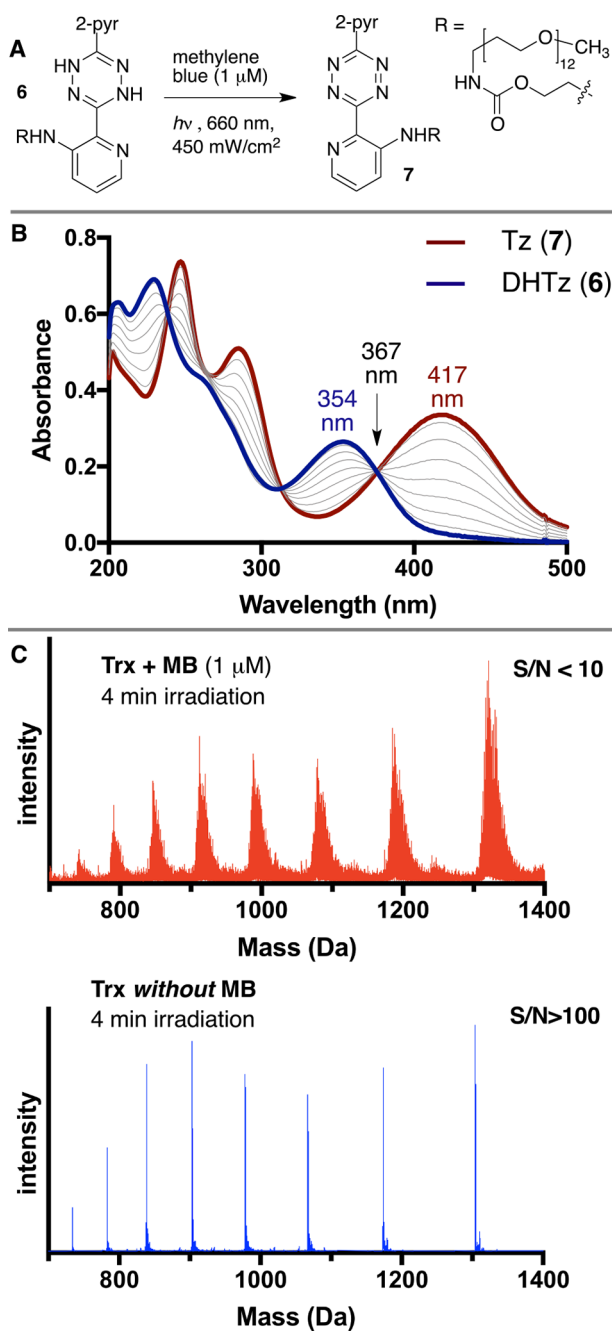 A
2-pyr
HN
N
N
NH
6
RHN
N
methylene
blue (1 μM)
hν , 660 nm,
450 mW/cm2
2-pyr
N
N
N
N
N
NHR
7
R =
O
CH3
12
HN
O
O
B
Absorbance
0.8
0.6
0.4
0.2
0.0
200
300
400
500
Wavelength (nm)
Tz (7)
DHTz (6)
354
nm
367
nm
417
nm
C
Trx + MB (1 μM)
4 min irradiation
S/N < 10
intensity
800
1000
1200
1400
Mass (Da)
Trx without MB
4 min irradiation
S/N>100
intensity
800
1000
1200
1400
Mass (Da)